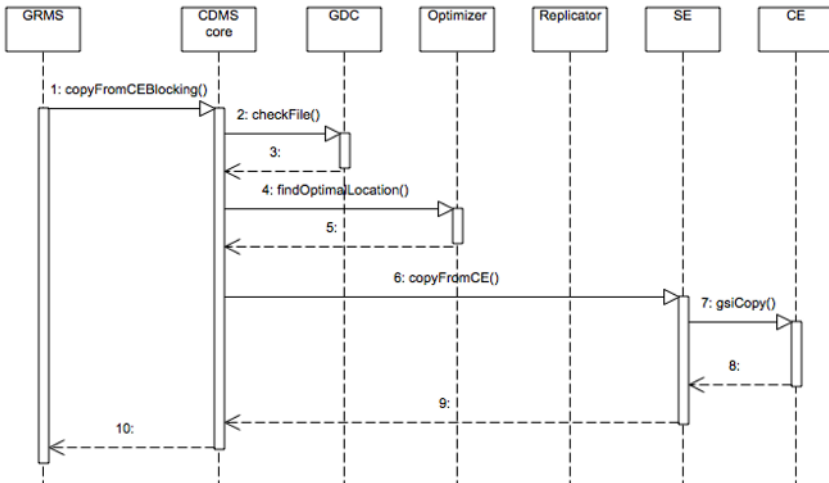 GRMS
CDMS
core
GDC
Optimizer
Replicator
SE
CE
1: copyFromCEBlocking()
2: checkFile()
3:
4: findOptimalLocation()
5:
6: copyFromCE()
7: gsiCopy()
8:
9:
10: